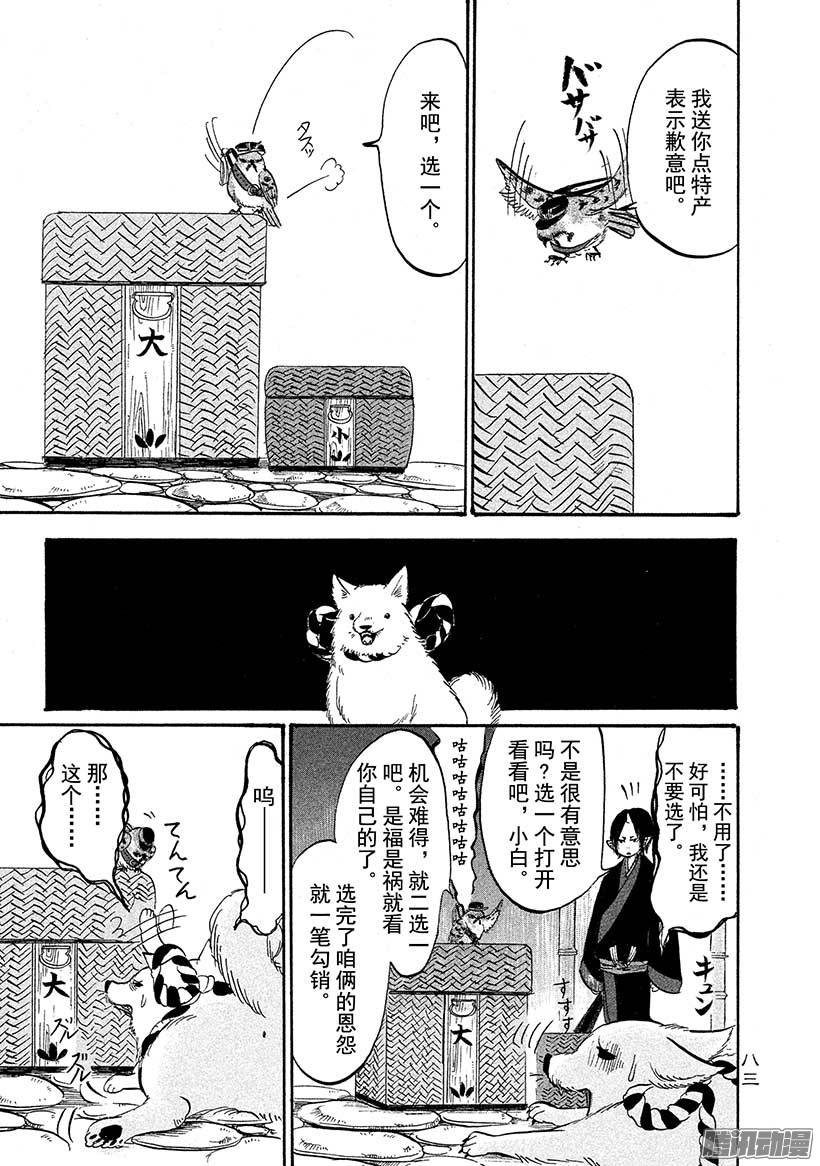 我送你点特产
表示歉意吧。
バサバサ
来吧，选一个。
タスッ
大
小
……不用了……
好可怕，我还是
不要选了。
キュン
不是很有意思
吗？选一个打开
看看吧，小白。
咕咕咕咕咕咕咕咕
机会难得，就二选一
吧。是福是祸就看
你自己的了。
选完了咱俩的恩怨
就一笔勾销。
すすす
大
呜——
那……
这个……
てんてん
大
ズル
ズル
八三
腾讯动漫